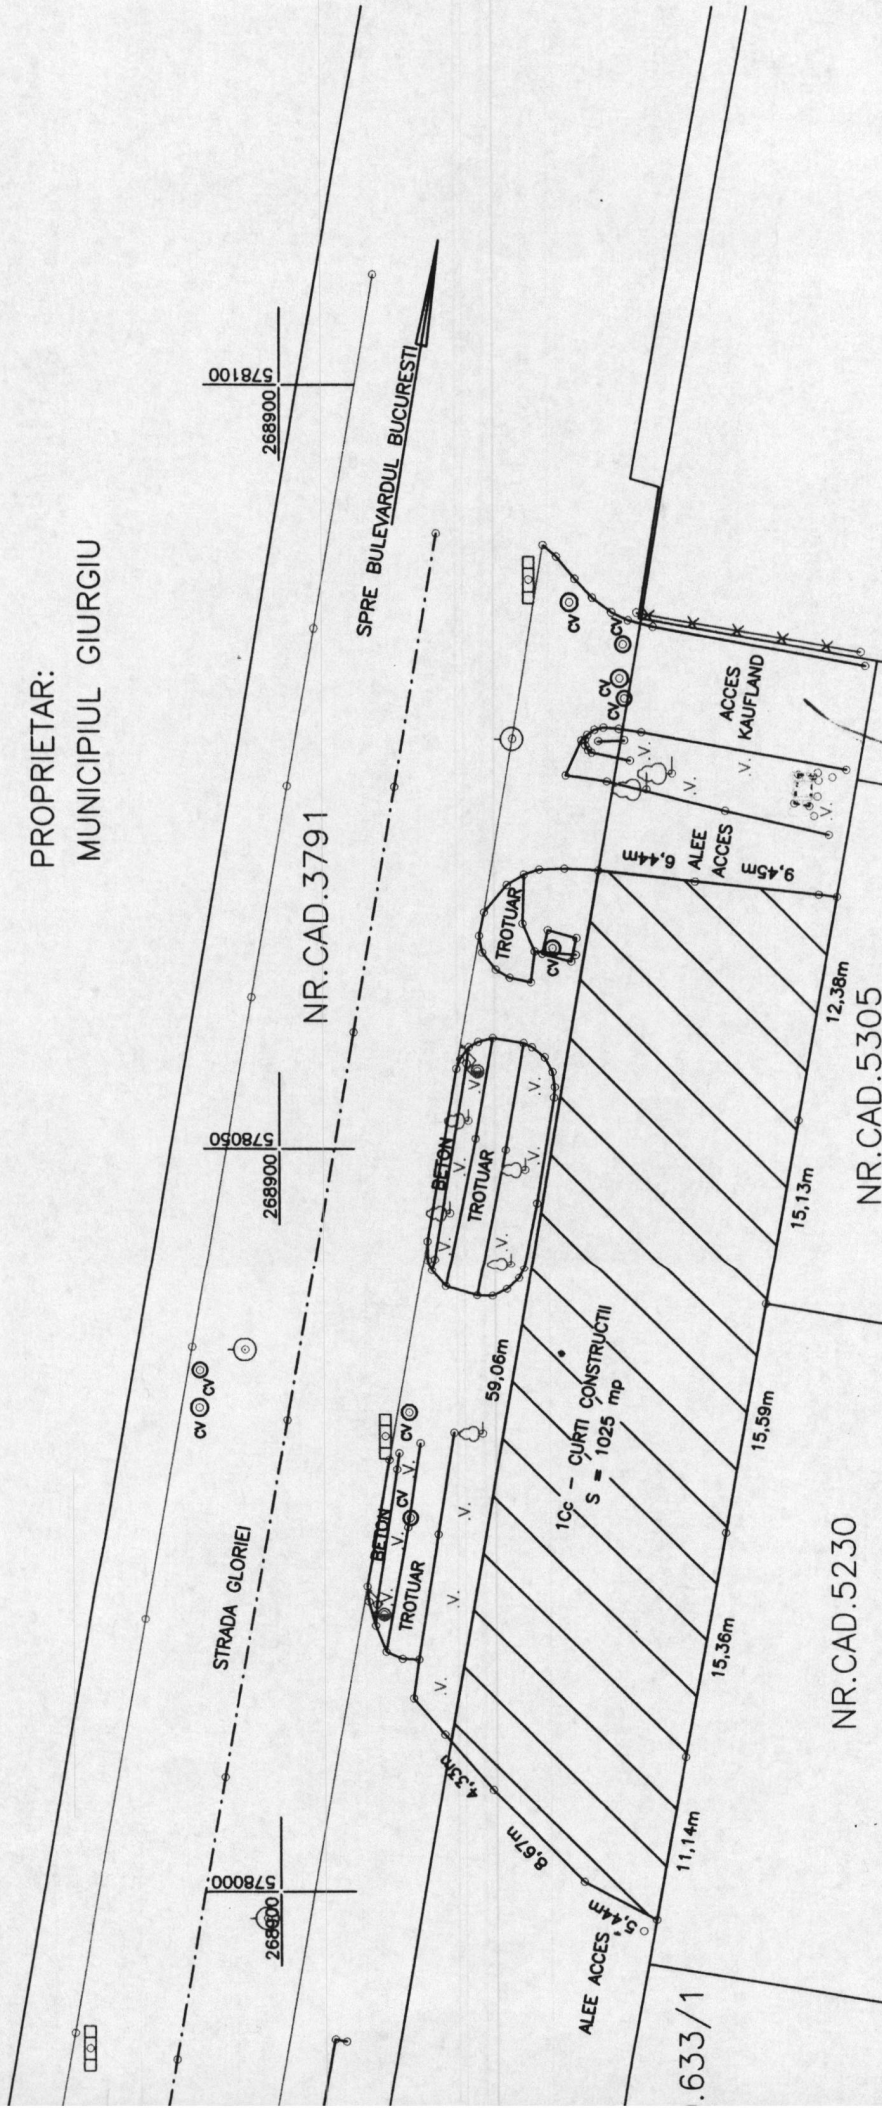 PROPRIETAR:
MUNICIPIUL GIURGIU
578100
268900
SPRE BULEVARDUL BUCURESTI
NR.CAD.3791
578050
268900
STRADA GLORIEI
578000
268900
CV
CV
CV
CV
CV
CV
ACCES
KAUFLAND
.V.
.V.
.V.
.V.
ALEE
ACCES
6,44m
9,45m
TROTUAR
CV
12,38m
NR.CAD.5305
BETON
.V.
.V.
.V.
TROTUAR
.V.
.V.
.V.
15,13m
59,06m
1Cc - CURTI CONSTRUCTII
S = 1025 mp
15,59m
CV
BETON
V.
CV
V.
V.
TROTUAR
.V.
.V.
.V.
15,36m
NR.CAD.5230
4,33m
8,67m
5,44m
11,14m
ALEE ACCES
.633/1